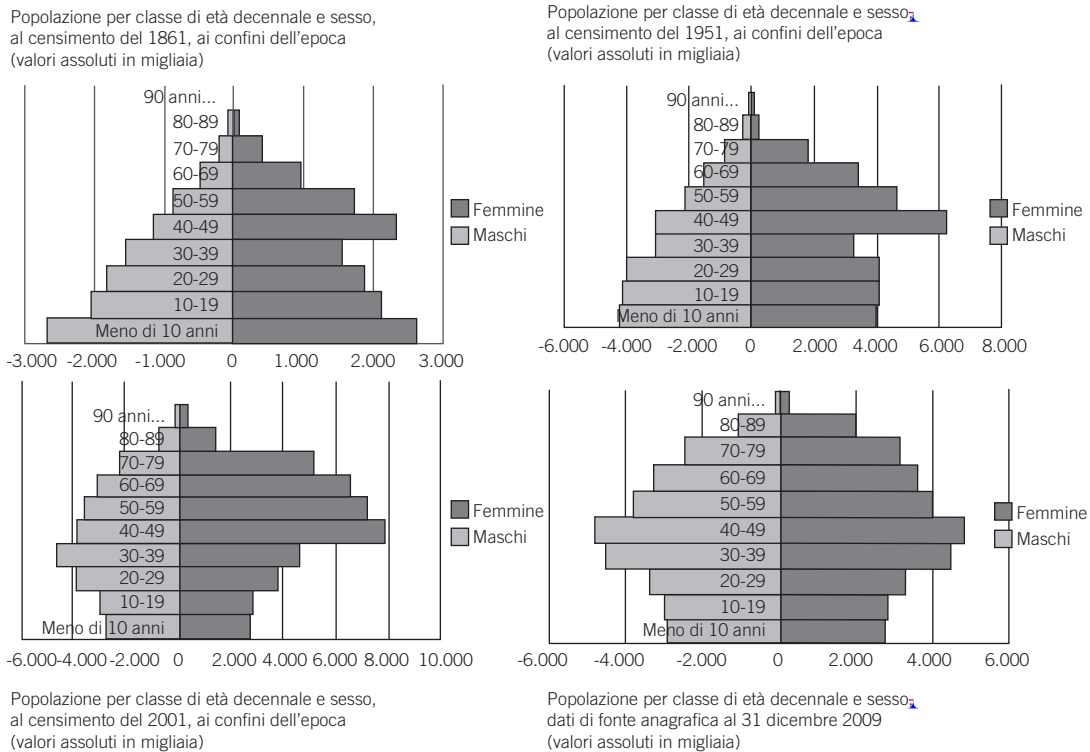 Popolazione per classe di età decennale e sesso,
al censimento del 1861, ai confini dell'epoca
(valori assoluti in migliaia)
90 anni...
80-89
70-79
60-69
50-59
40-49
30-39
20-29
10-19
Meno di 10 anni
-3.000 -2.000 -1.000 0 1.000 2.000 3.000
Femmine
Maschi
Popolazione per classe di età decennale e sesso,
al censimento del 1951, ai confini dell'epoca
(valori assoluti in migliaia)
90 anni...
80-89
70-79
60-69
50-59
40-49
30-39
20-29
10-19
Meno di 10 anni
-6.000 -4.000 -2.000 0 2.000 4.000 6.000 8.000
Femmine
Maschi
90 anni...
80-89
70-79
60-69
50-59
40-49
30-39
20-29
10-19
Meno di 10 anni
-6.000 -4.000 -2.000 0 2.000 4.000 6.000 8.000 10.000
Femmine
Maschi
Popolazione per classe di età decennale e sesso,
al censimento del 2001, ai confini dell'epoca
(valori assoluti in migliaia)
90 anni...
80-89
70-79
60-69
50-59
40-49
30-39
20-29
10-19
Meno di 10 anni
-6.000 -4.000 -2.000 0 2.000 4.000 6.000
Femmine
Maschi
Popolazione per classe di età decennale e sesso,
dati di fonte anagrafica al 31 dicembre 2009
(valori assoluti in migliaia)